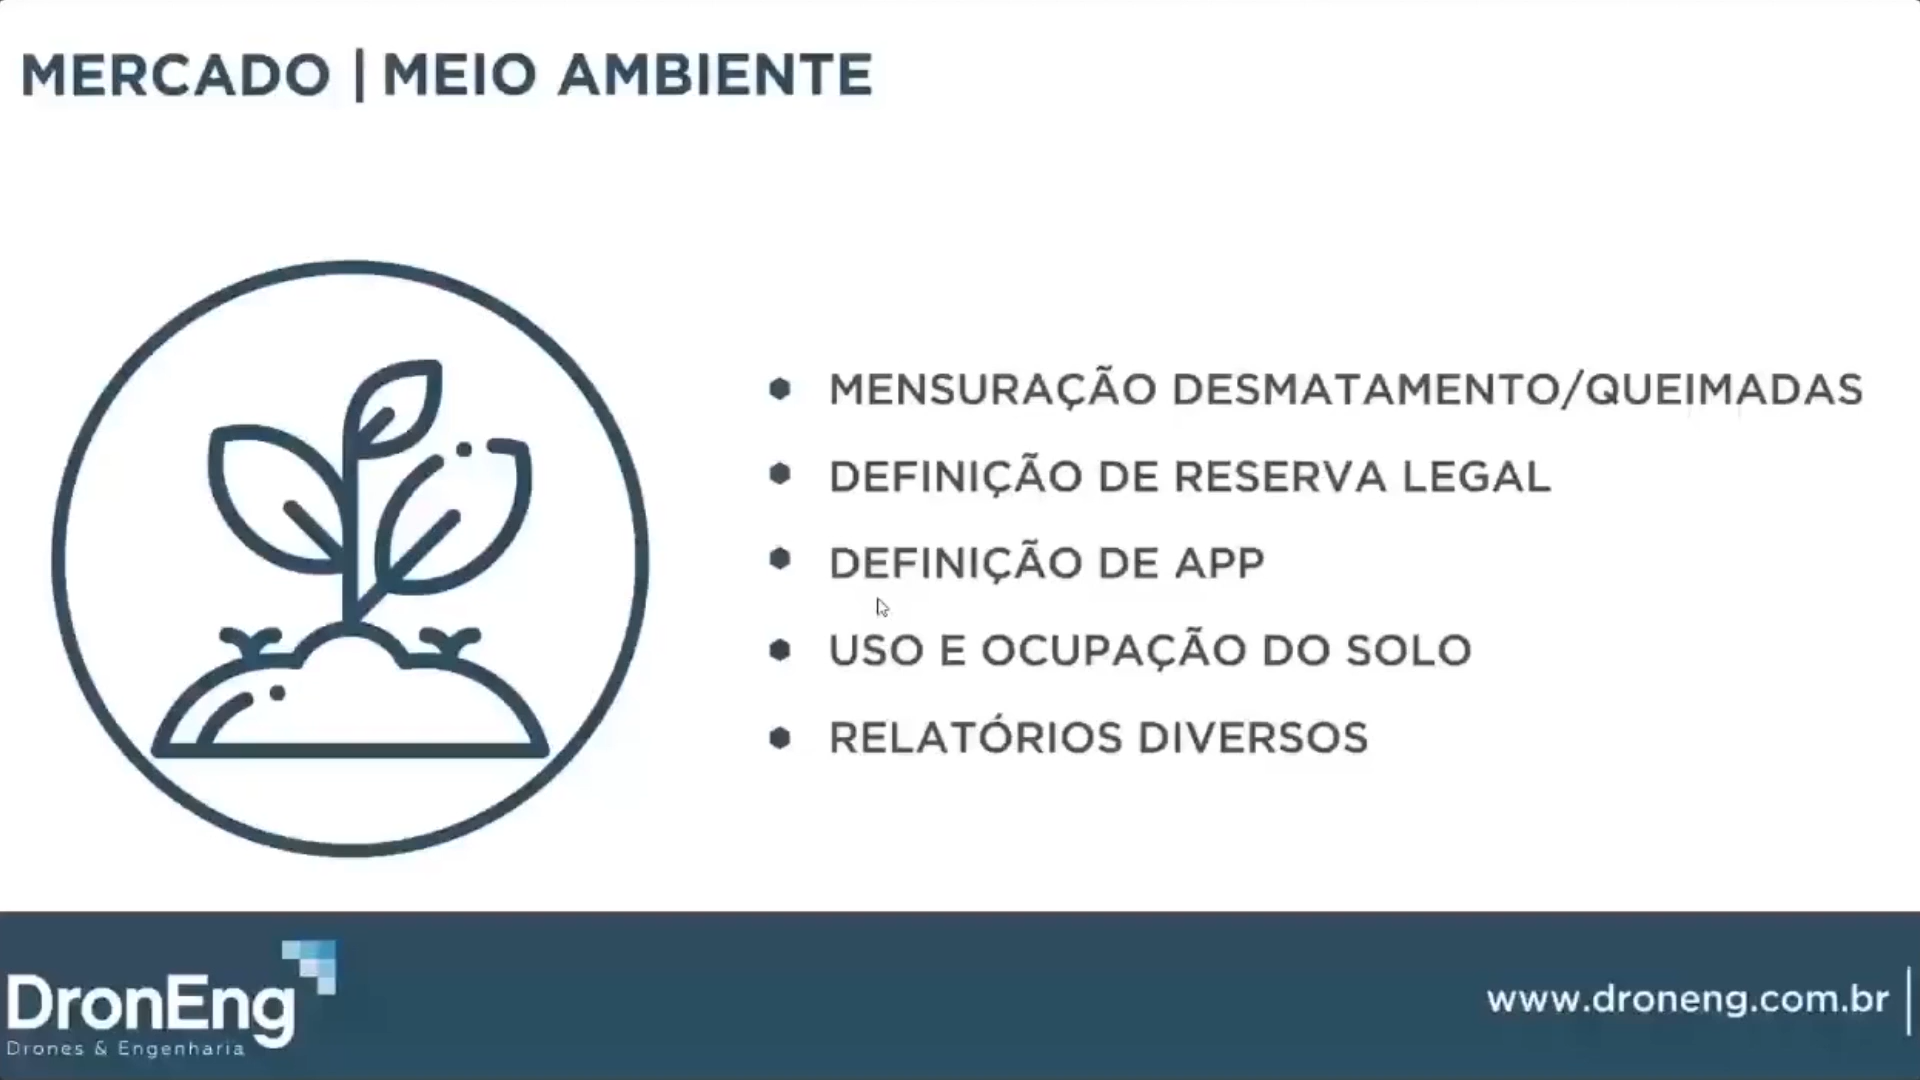 MERCADO | MEIO AMBIENTE
MENSURAÇÃO DESMATAMENTO/QUEIMADAS
DEFINIÇÃO DE RESERVA LEGAL
DEFINIÇÃO DE APP
USO E OCUPAÇÃO DO SOLO
RELATÓRIOS DIVERSOS
DronEng
Drones & Engenharia
www.droneng.com.br